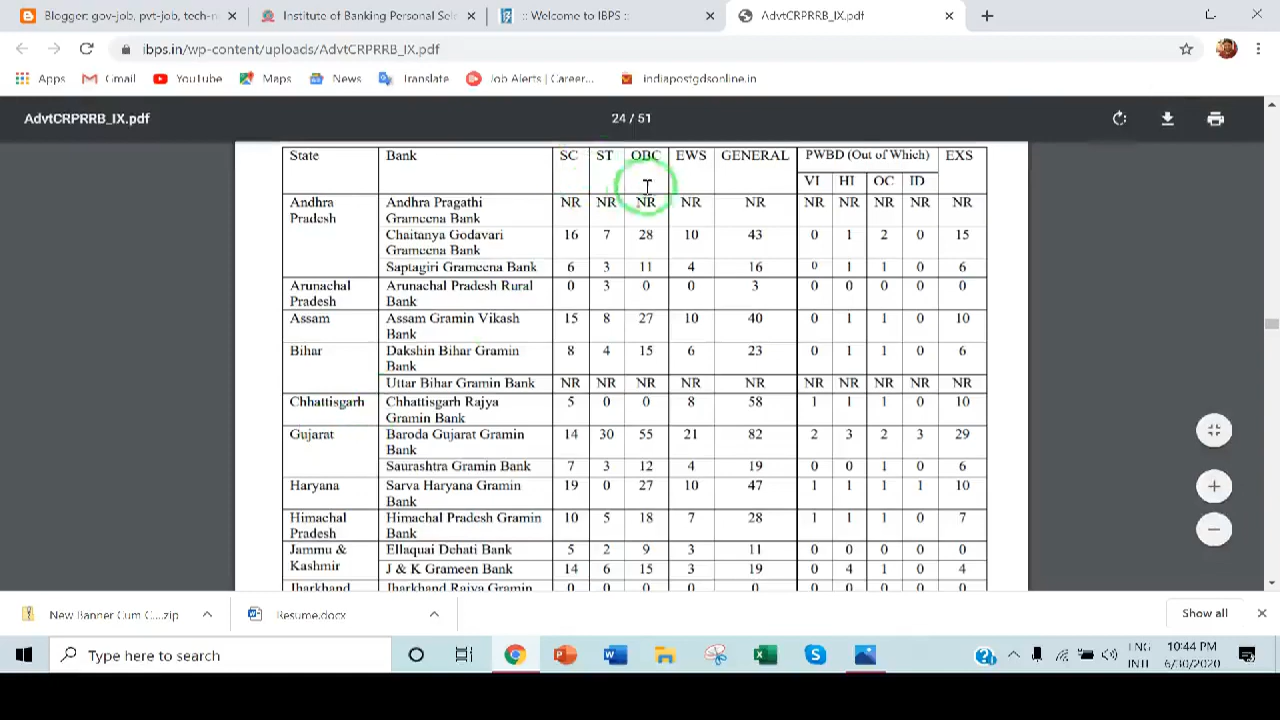 Blogger: gov-job, pvt-job, tech-n
Institute of Banking Personal Sele
:: Welcome to IBPS ::
AdvtCRPRRB_IX.pdf
ibps.in/wp-content/uploads/AdvtCRPRRB_IX.pdf
Apps Gmail YouTube Maps News Translate Job Alerts | Career... indiapostgdsonline.in
AdvtCRPRRB_IX.pdf 24 / 51
State Bank SC ST OBC EWS GENERAL PWBD (Out of Which) EXS
VI HI OC ID
Andhra Andhra Pragathi NR NR NR NR NR NR NR NR NR NR
Pradesh Grameena Bank
Chaitanya Godavari 16 7 28 10 43 0 1 2 0 15
Grameena Bank
Saptagiri Grameena Bank 6 3 11 4 16 0 1 1 0 6
Arunachal Arunachal Pradesh Rural 0 3 0 0 3 0 0 0 0 0
Pradesh Bank
Assam Assam Gramin Vikash 15 8 27 10 40 0 1 1 0 10
Bank
Bihar Dakshin Bihar Gramin 8 4 15 6 23 0 1 1 0 6
Bank
Uttar Bihar Gramin Bank NR NR NR NR NR NR NR NR NR NR
Chhattisgarh Chhattisgarh Rajya 5 0 0 8 58 1 1 1 0 10
Gramin Bank
Gujarat Baroda Gujarat Gramin 14 30 55 21 82 2 3 2 3 29
Bank
Saurashtra Gramin Bank 7 3 12 4 19 0 0 1 0 6
Haryana Sarva Haryana Gramin 19 0 27 10 47 1 1 1 1 10
Bank
Himachal Himachal Pradesh Gramin 10 5 18 7 28 1 1 1 0 7
Pradesh Bank
Jammu & Ellaquai Dehati Bank 5 2 9 3 11 0 0 0 0 0
Kashmir J & K Grameen Bank 14 6 15 3 19 0 4 1 0 4
Jharkhand Jharkhand Rajya Gramin 0 0 0 0 0 0 0 0 0 0
New Banner Cum C....zip Resume.docx Show all
Type here to search
ENG 10:44 PM
INTL 6/30/2020